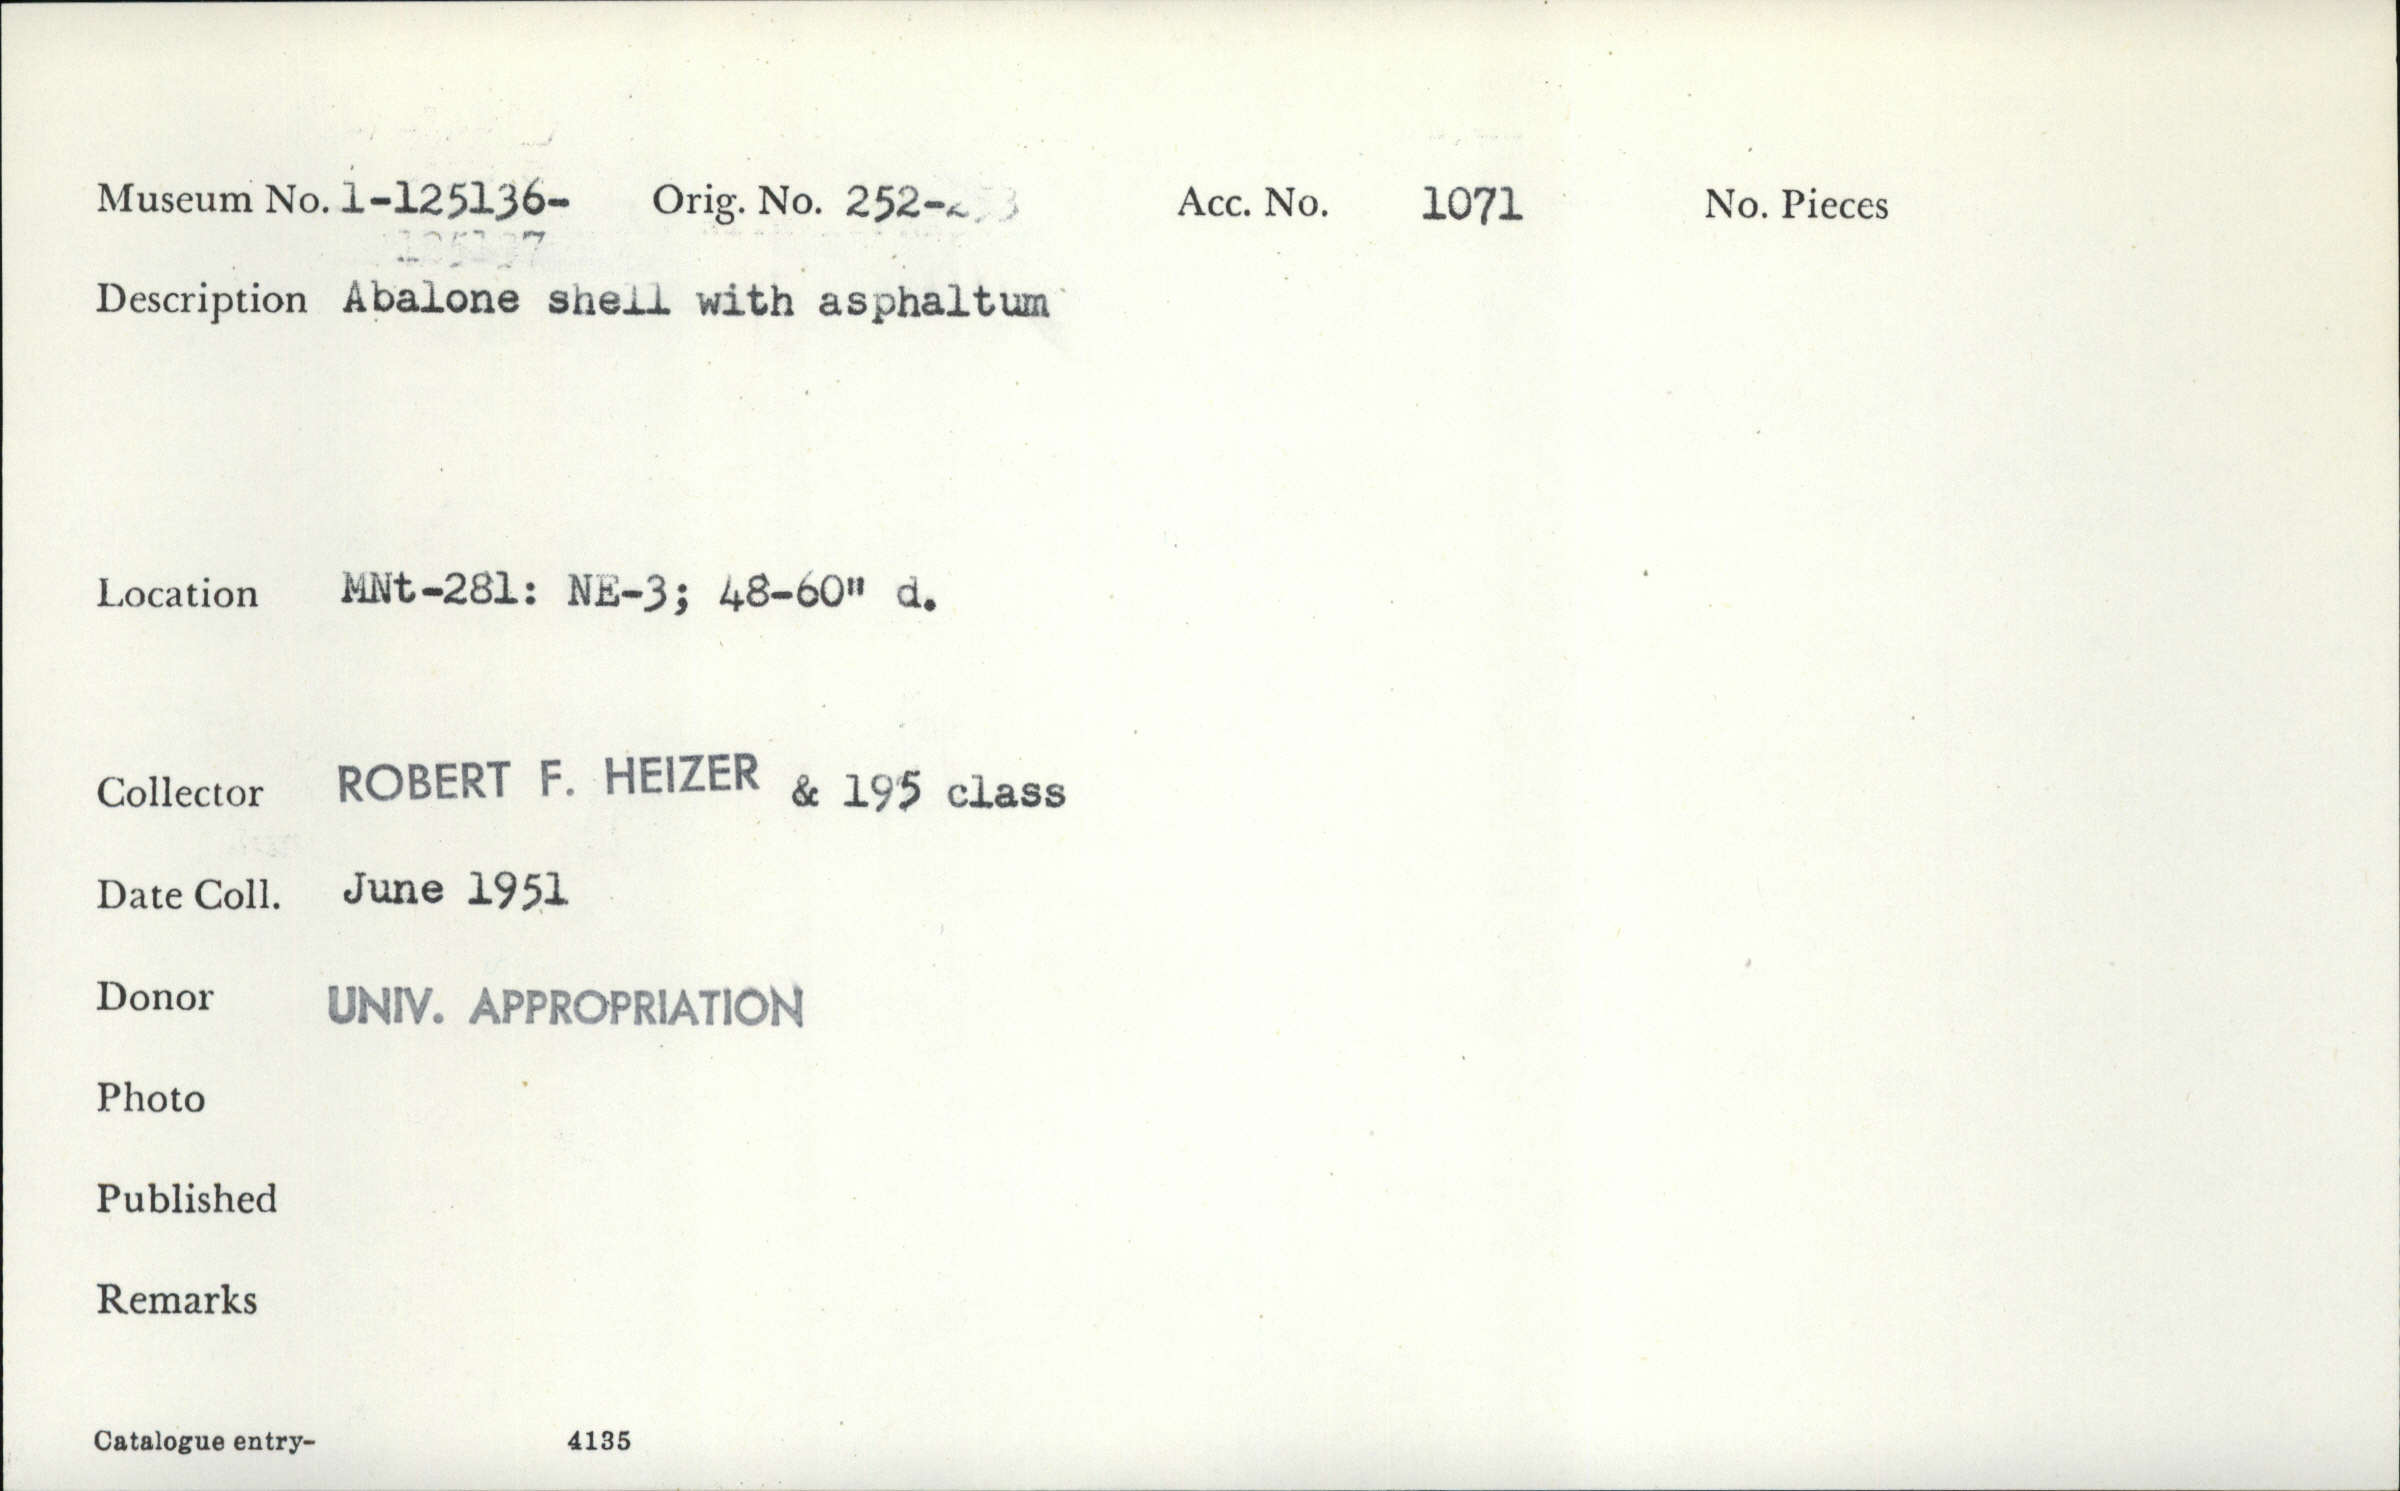 Museum No. 1-125136- Orig. No. 252-253 Acc. No. 1071 No. Pieces
125137
Description Abalone shell with asphaltum
Location MNt-281: NE-3; 48-60" d.
Collector ROBERT F. HEIZER & 195 class
Date Coll. June 1951
Donor UNIV. APPROPRIATION
Photo
Published
Remarks
Catalogue entry- 4135